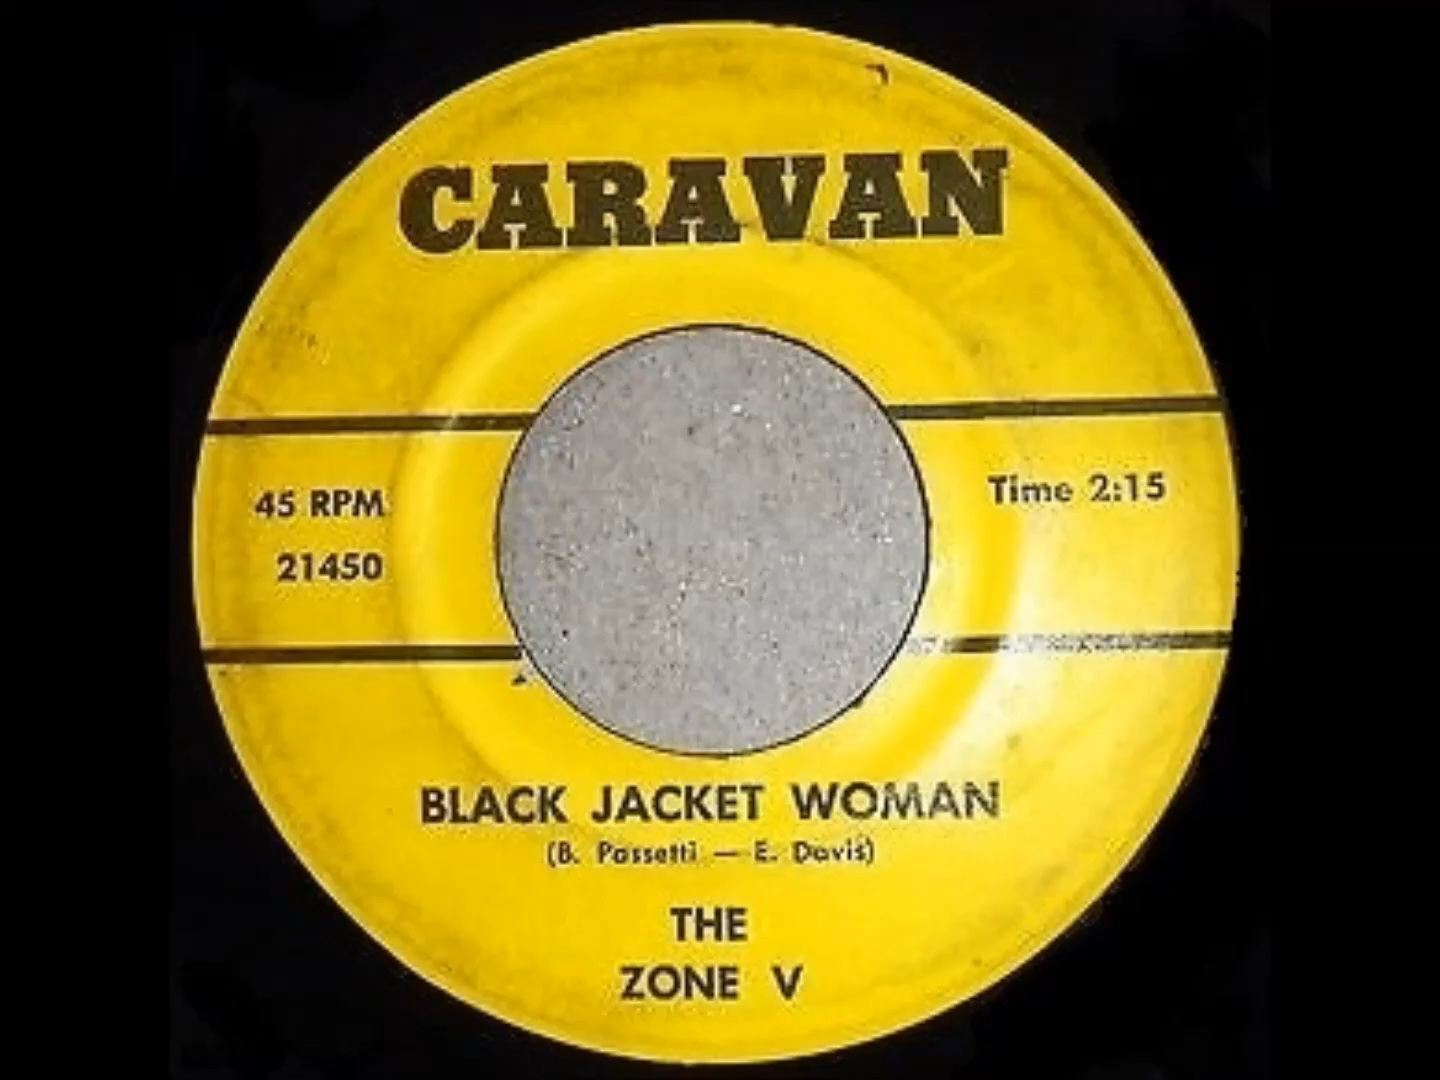 CARAVAN
45 RPM
21450
Time 2:15
BLACK JACKET WOMAN
(B. Passetti — E. Davis)
THE
ZONE V